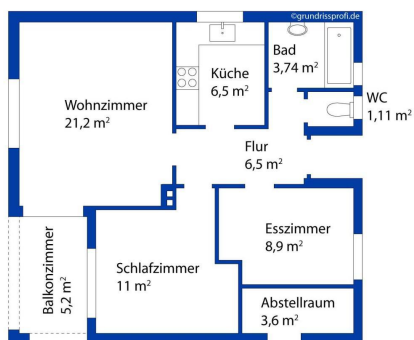 ©grundrissprofi.de
Bad
3,74 m²
Küche
6,5 m²
Wohnzimmer
21,2 m²
WC
1,11 m²
Flur
6,5 m²
Esszimmer
8,9 m²
Balkonzimmer
5,2 m²
Schlafzimmer
11 m²
Abstellraum
3,6 m²